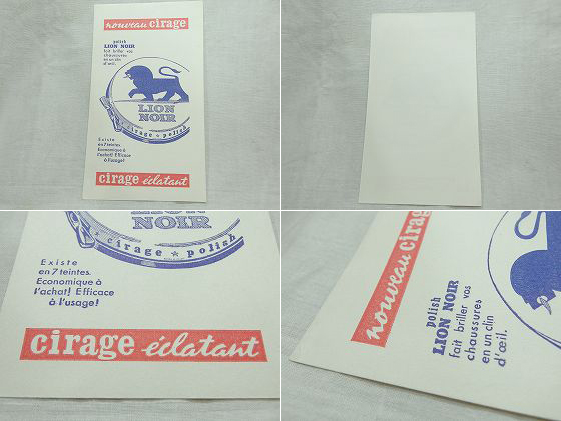 nouveau cirage
polish
LION NOIR
fait briller vos
chaussures
en un clin
d'œil.
LION
NOIR
cirage ★ polish
Existe
en 7 teintes.
Economique à
l'achat! Efficace
à l'usage!
cirage éclatant
NOIR
cirage ★ polish
Existe
en 7 teintes.
Economique à
l'achat! Efficace
à l'usage!
cirage éclatant
nouveau cirag
polish
LION NOIR
fait briller vos
chaussures
en un clin
d'œil.